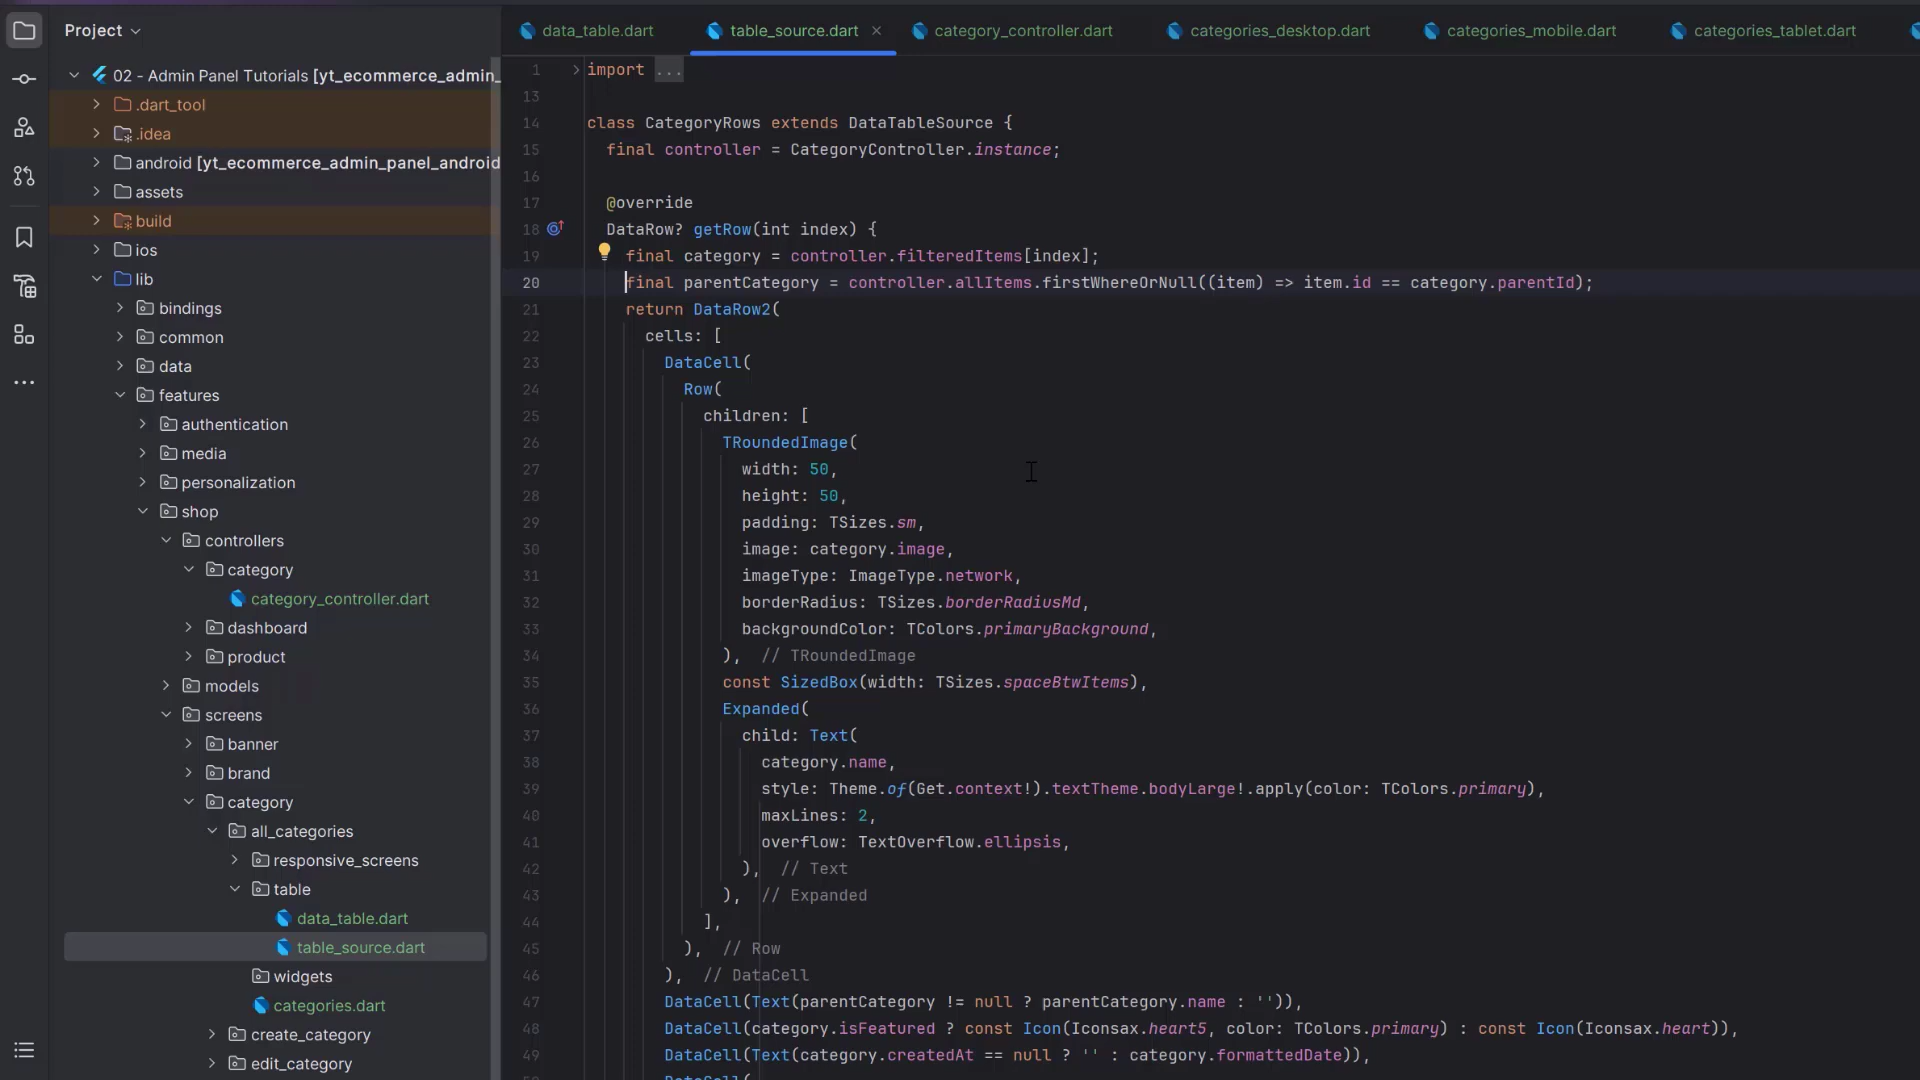 Project
02 - Admin Panel Tutorials [yt_ecommerce_admin_
.dart_tool
.idea
android [yt_ecommerce_admin_panel_android
assets
build
ios
lib
bindings
common
data
features
authentication
media
personalization
shop
controllers
category
category_controller.dart
dashboard
product
models
screens
banner
brand
category
all_categories
responsive_screens
table
data_table.dart
table_source.dart
widgets
categories.dart
create_category
edit_category
data_table.dart table_source.dart category_controller.dart categories_desktop.dart categories_mobile.dart categories_tablet.dart
1 import ...
13
14 class CategoryRows extends DataTableSource {
15 final controller = CategoryController.instance;
16
17 @override
18 DataRow? getRow(int index) {
19 final category = controller.filteredItems[index];
20 final parentCategory = controller.allItems.firstWhereOrNull((item) => item.id == category.parentId);
21 return DataRow2(
22 cells: [
23 DataCell(
24 Row(
25 children: [
26 TRoundedImage(
27 width: 50,
28 height: 50,
29 padding: TSizes.sm,
30 image: category.image,
31 imageType: ImageType.network,
32 borderRadius: TSizes.borderRadiusMd,
33 backgroundColor: TColors.primaryBackground,
34 ), // TRoundedImage
35 const SizedBox(width: TSizes.spaceBtwItems),
36 Expanded(
37 child: Text(
38 category.name,
39 style: Theme.of(Get.context!).textTheme.bodyLarge!.apply(color: TColors.primary),
40 maxLines: 2,
41 overflow: TextOverflow.ellipsis,
42 ), // Text
43 ), // Expanded
44 ],
45 ), // Row
46 ), // DataCell
47 DataCell(Text(parentCategory != null ? parentCategory.name : '')),
48 DataCell(category.isFeatured ? const Icon(Iconsax.heart5, color: TColors.primary) : const Icon(Iconsax.heart)),
49 DataCell(Text(category.createdAt == null ? '' : category.formattedDate)),